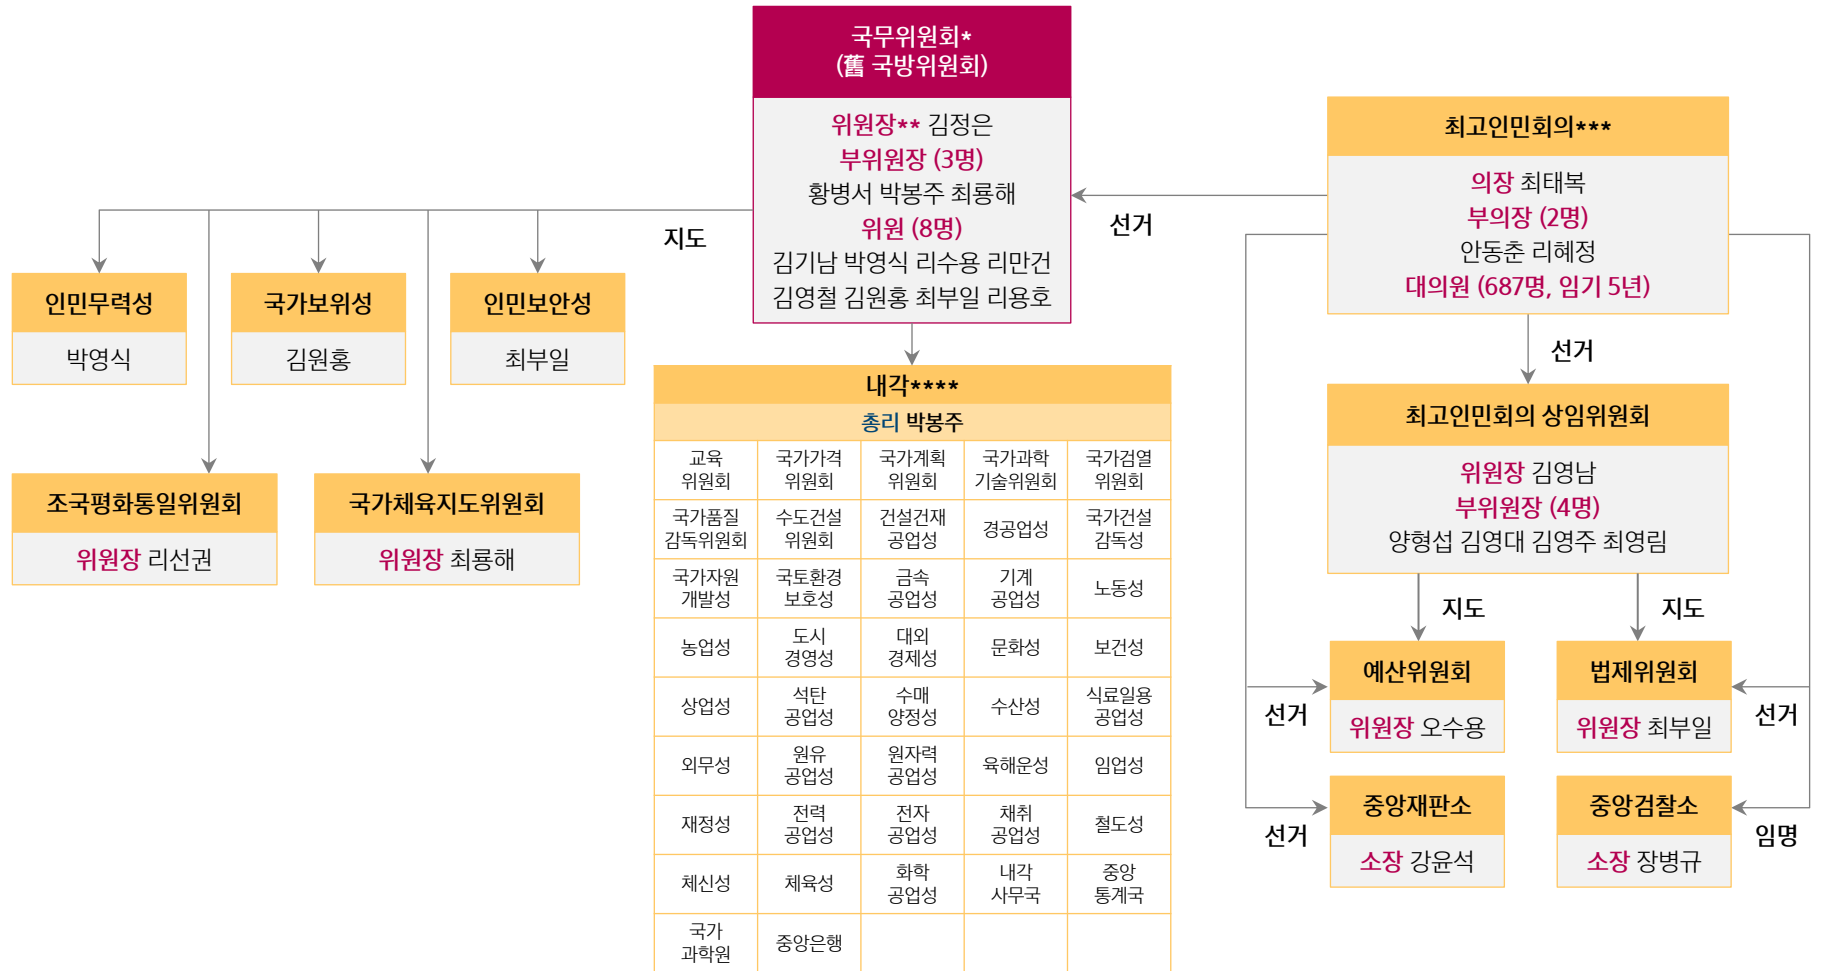 국무위원회*
(舊 국방위원회)
위원장** 김정은
부위원장 (3명)
황병서 박봉주 최룡해
위원 (8명)
김기남 박영식 리수용 리만건
김영철 김원홍 최부일 리용호
최고인민회의***
의장 최태복
부의장 (2명)
안동춘 리혜정
대의원 (687명, 임기 5년)
선거
지도
인민무력성
박영식
국가보위성
김원홍
인민보안성
최부일
조국평화통일위원회
위원장 리선권
국가체육지도위원회
위원장 최룡해
내각****
총리 박봉주
교육
위원회
국가가격
위원회
국가계획
위원회
국가과학
기술위원회
국가검열
위원회
국가품질
감독위원회
수도건설
위원회
건설건재
공업성
경공업성
국가건설
감독성
국가자원
개발성
국토환경
보호성
금속
공업성
기계
공업성
노동성
농업성
도시
경영성
대외
경제성
문화성
보건성
상업성
석탄
공업성
수매
양정성
수산성
식료일용
공업성
외무성
원유
공업성
원자력
공업성
육해운성
임업성
재정성
전력
공업성
전자
공업성
채취
공업성
철도성
체신성
체육성
화학
공업성
내각
사무국
중앙
통계국
국가
과학원
중앙은행
선거
최고인민회의 상임위원회
위원장 김영남
부위원장 (4명)
양형섭 김영대 김영주 최영림
지도
지도
예산위원회
위원장 오수용
선거
법제위원회
위원장 최부일
선거
중앙재판소
소장 강윤석
선거
중앙검찰소
소장 장병규
임명